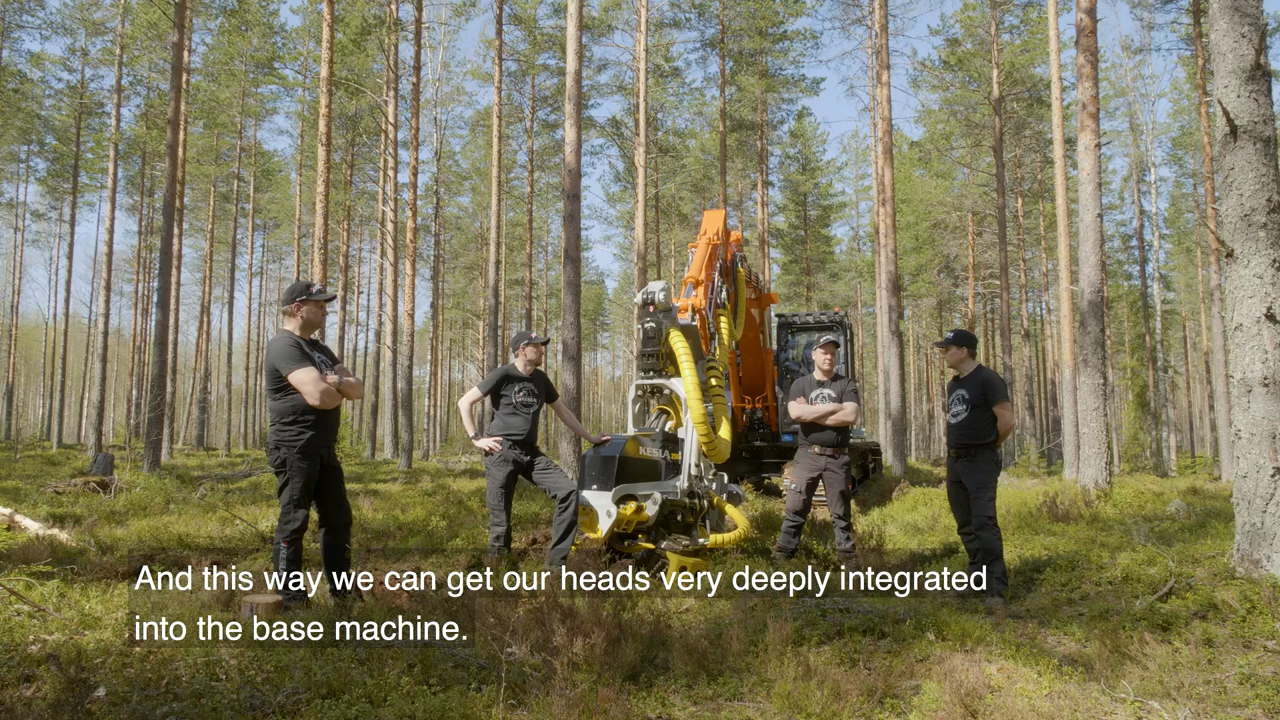 KESLA
And this way we can get our heads very deeply integrated
into the base machine.